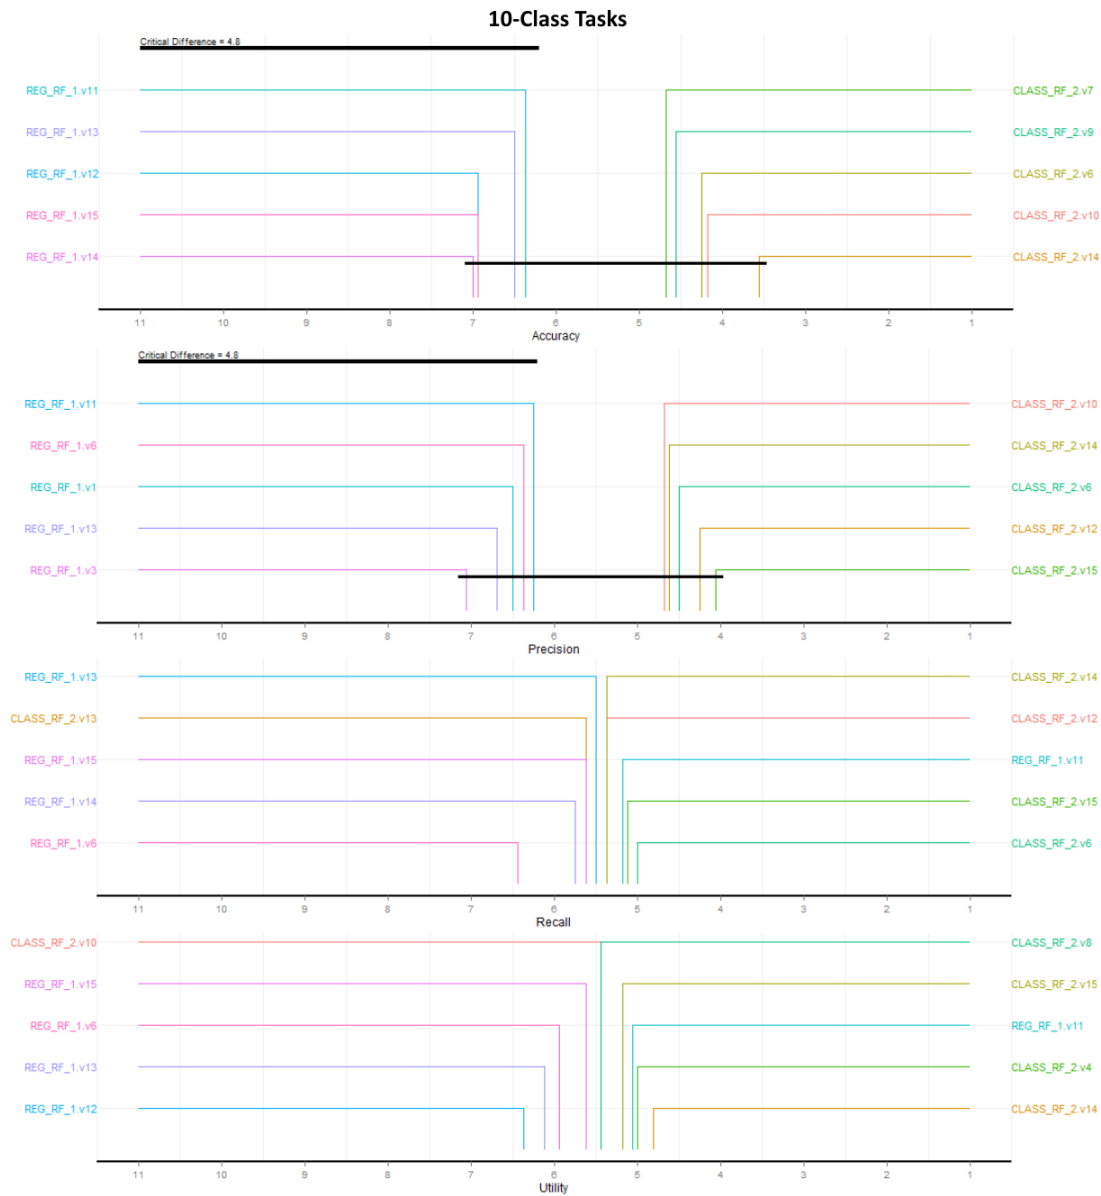 10-Class Tasks
Critical Difference = 4.8
REG_RF_1.v11 CLASS_RF_2.v7
REG_RF_1.v13 CLASS_RF_2.v9
REG_RF_1.v12 CLASS_RF_2.v6
REG_RF_1.v15 CLASS_RF_2.v10
REG_RF_1.v14 CLASS_RF_2.v14
11 10 9 8 7 6 5 4 3 2 1
Accuracy
Critical Difference = 4.8
REG_RF_1.v11 CLASS_RF_2.v10
REG_RF_1.v6 CLASS_RF_2.v14
REG_RF_1.v1 CLASS_RF_2.v6
REG_RF_1.v13 CLASS_RF_2.v12
REG_RF_1.v3 CLASS_RF_2.v15
11 10 9 8 7 6 5 4 3 2 1
Precision
REG_RF_1.v13 CLASS_RF_2.v14
CLASS_RF_2.v13 CLASS_RF_2.v12
REG_RF_1.v15 REG_RF_1.v11
REG_RF_1.v14 CLASS_RF_2.v15
REG_RF_1.v6 CLASS_RF_2.v6
11 10 9 8 7 6 5 4 3 2 1
Recall
CLASS_RF_2.v10 CLASS_RF_2.v8
REG_RF_1.v15 CLASS_RF_2.v15
REG_RF_1.v6 REG_RF_1.v11
REG_RF_1.v13 CLASS_RF_2.v4
REG_RF_1.v12 CLASS_RF_2.v14
11 10 9 8 7 6 5 4 3 2 1
Utility